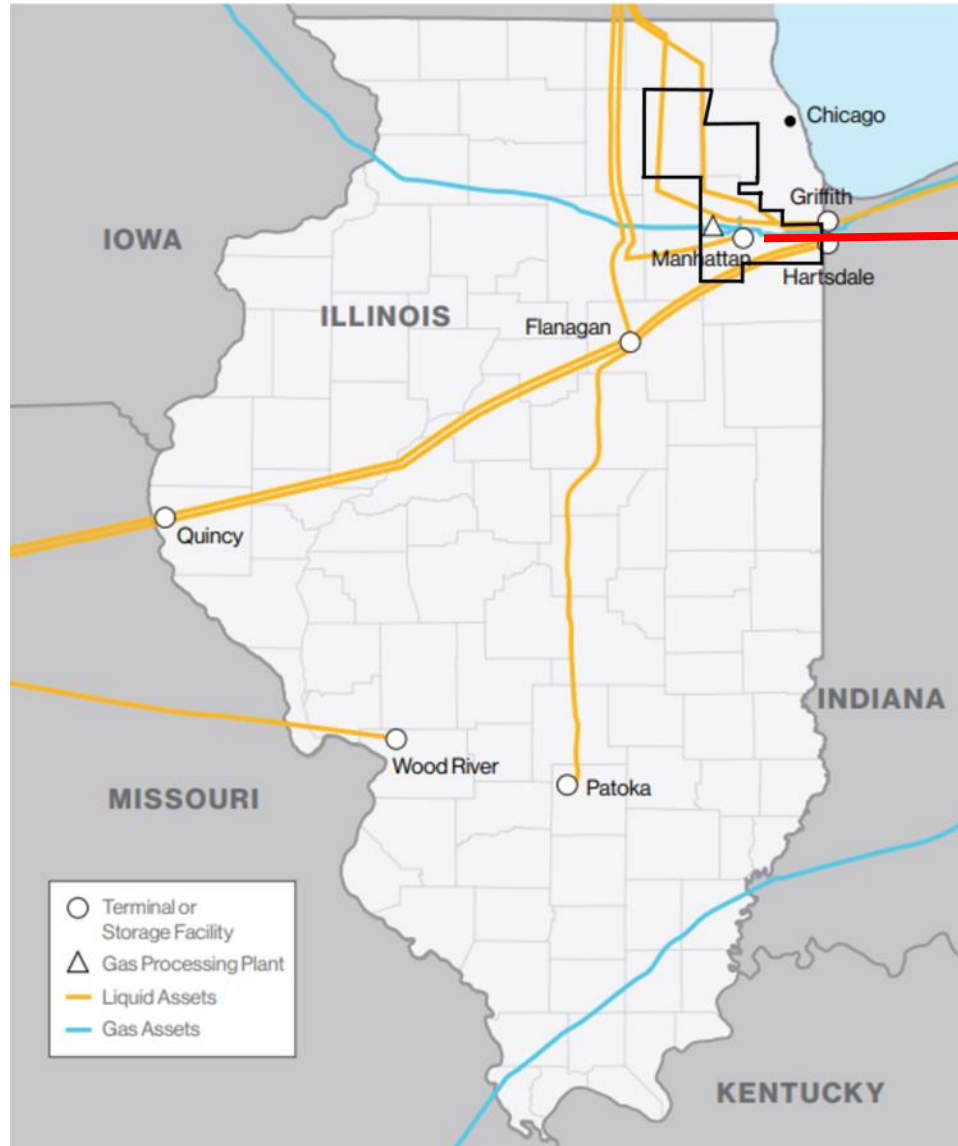 Chicago
Griffith
IOWA
Manhattan
Hartsdale
ILLINOIS
Flanagan
Quincy
INDIANA
Wood River
Patoka
MISSOURI
Terminal or
Storage Facility
Gas Processing Plant
Liquid Assets
Gas Assets
KENTUCKY